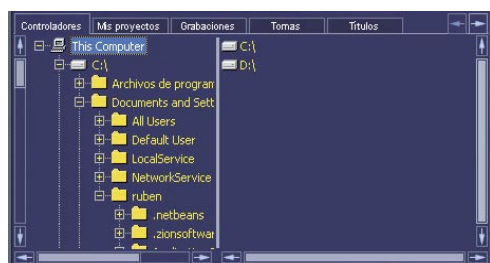 Controladores Mis proyectos Grabaciones Tomas Títulos
This Computer
C:\
Archivos de program
Documents and Sett
All Users
Default User
LocalService
NetworkService
ruben
.netbeans
.zionsoftwar
C:\
D:\